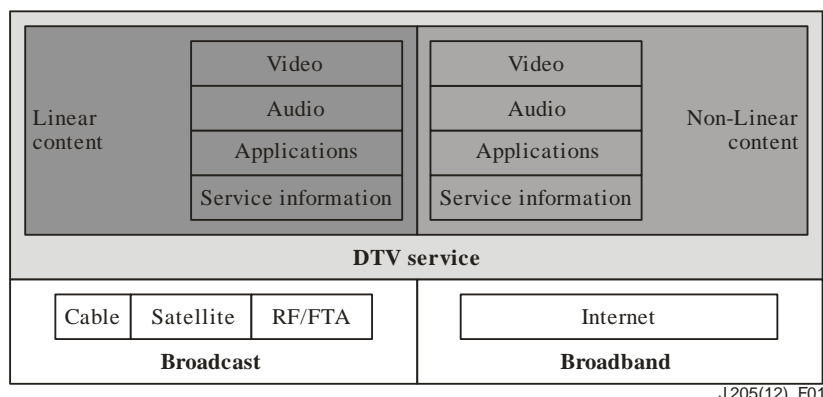 Linear
content
Video
Audio
Applications
Service information
Video
Audio
Applications
Service information
Non-Linear
content
DTV service
Cable
Satellite
RF/FTA
Broadcast
Internet
Broadband
J.205(12)_F01